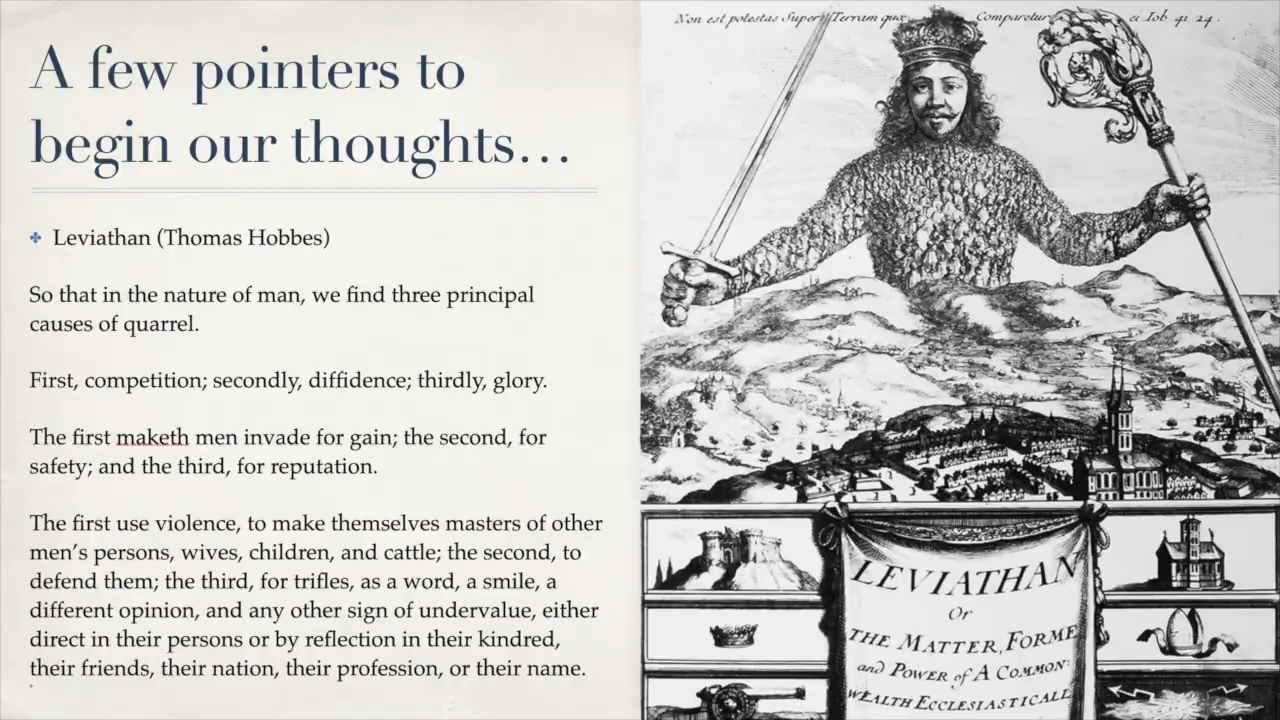 A few pointers to
begin our thoughts…
Leviathan (Thomas Hobbes)
So that in the nature of man, we find three principal
causes of quarrel.
First, competition; secondly, diffidence; thirdly, glory.
The first maketh men invade for gain; the second, for
safety; and the third, for reputation.
The first use violence, to make themselves masters of other
men’s persons, wives, children, and cattle; the second, to
defend them; the third, for trifles, as a word, a smile, a
different opinion, and any other sign of undervalue, either
direct in their persons or by reflection in their kindred,
their friends, their nation, their profession, or their name.
Non est potestas Super Terram quæ Comparetur ei Iob 41 24.
LEVIATHAN
Or
THE MATTER, FORME
and POWER of A COMMON:
WEALTH ECCLESIASTICALL